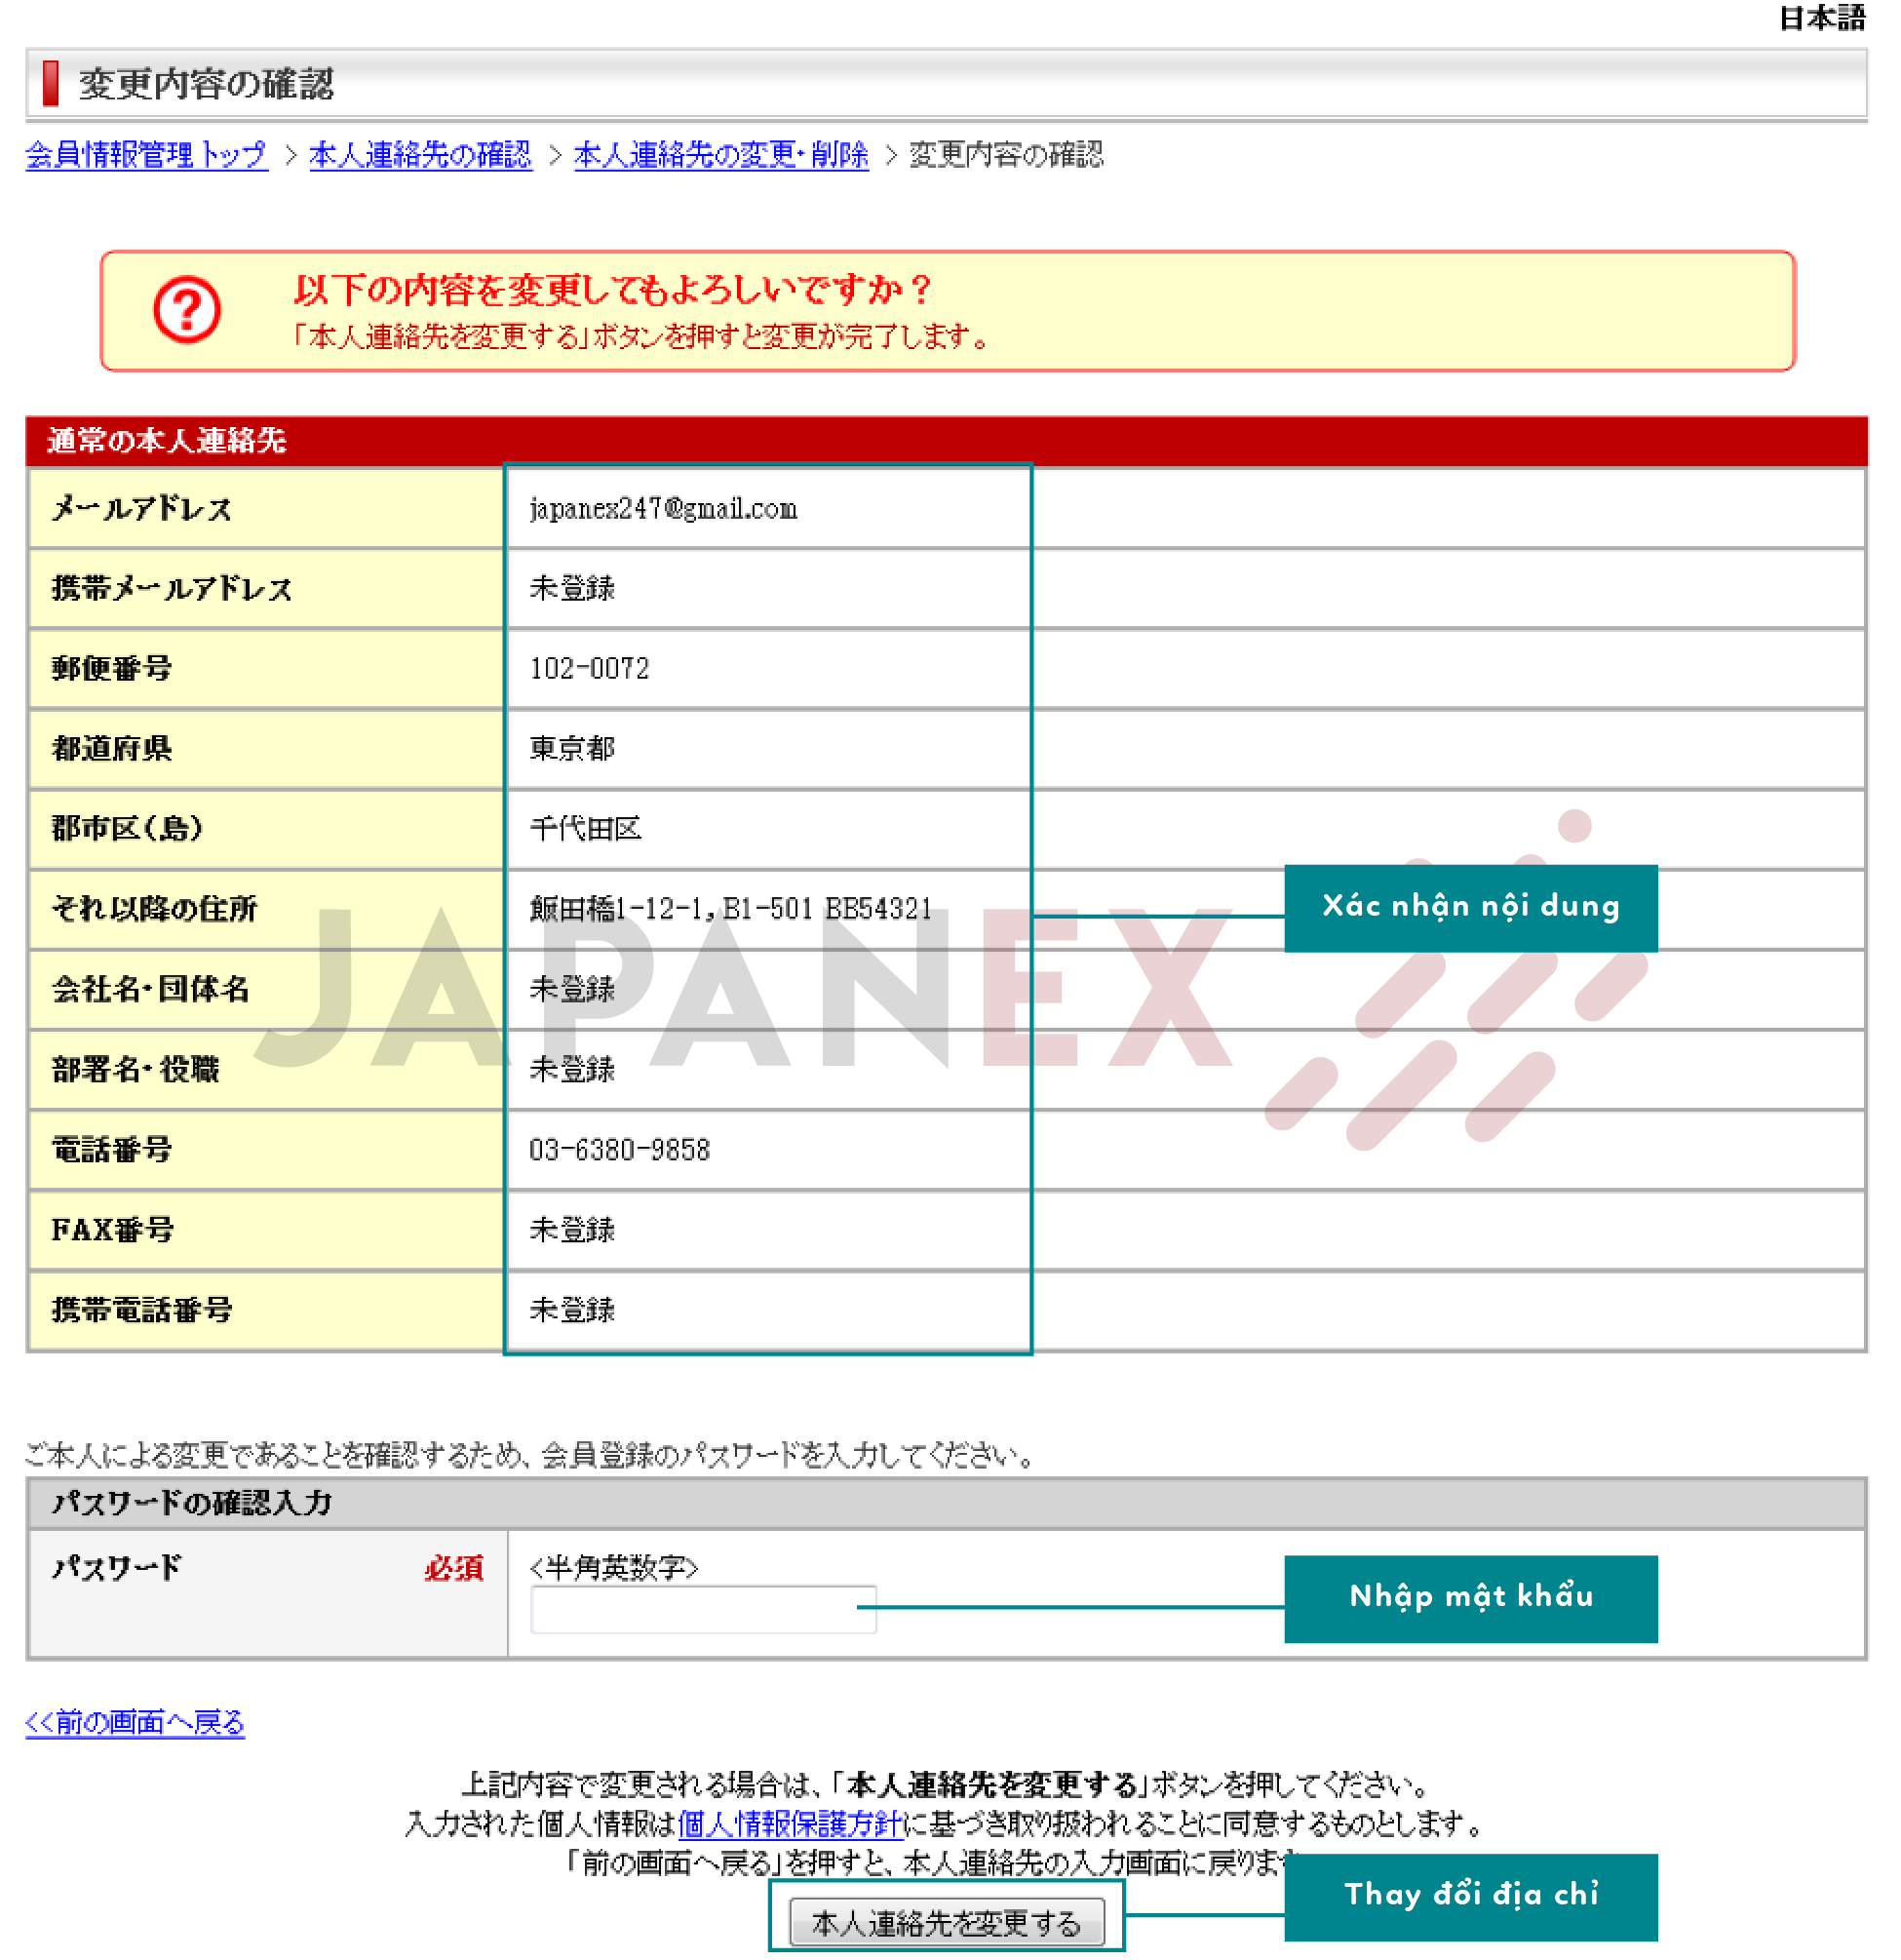 日本語
変更内容の確認
会員情報管理トップ > 本人連絡先の確認 > 本人連絡先の変更・削除 > 変更内容の確認
以下の内容を変更してもよろしいですか？
「本人連絡先を変更する」ボタンを押すと変更が完了します。
通常の本人連絡先
メールアドレス japanex247@gmail.com
携帯メールアドレス 未登録
郵便番号 102-0072
都道府県 東京都
郡市区(島) 千代田区
それ以降の住所 飯田橋1-12-1, B1-501 BB54321
Xác nhận nội dung
JAPANEX
会社名・団体名 未登録
部署名・役職 未登録
電話番号 03-6380-9858
FAX番号 未登録
携帯電話番号 未登録
ご本人による変更であることを確認するため、会員登録のパスワードを入力してください。
パスワードの確認入力
パスワード 必須 <半角英数字>
Nhập mật khẩu
<<前の画面へ戻る
上記内容で変更される場合は、「本人連絡先を変更する」ボタンを押してください。
入力された個人情報は個人情報保護方針に基づき取り扱われることに同意するものとします。
「前の画面へ戻る」を押すと、本人連絡先の入力画面に戻りま
本人連絡先を変更する
Thay đổi địa chỉ